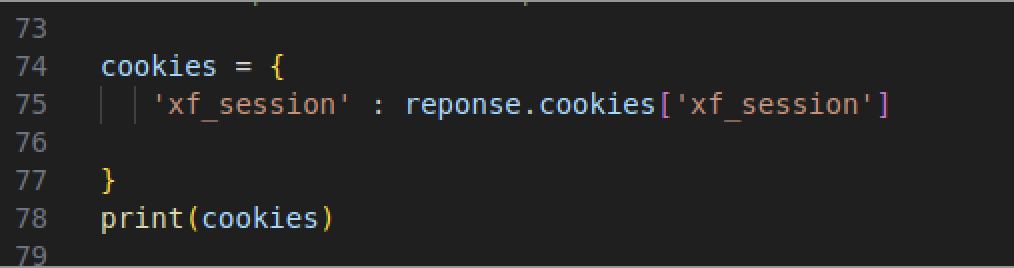 73
74 cookies = {
75 'xf_session' : reponse.cookies['xf_session']
76
77 }
78 print(cookies)
79